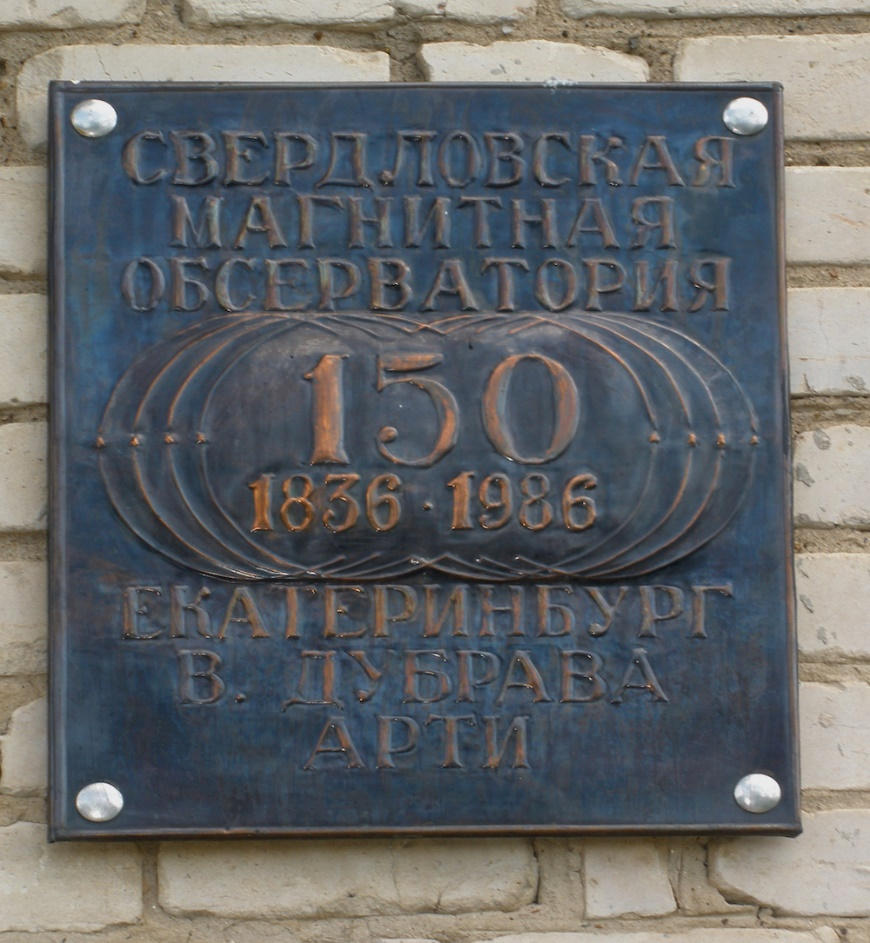 СВЕРДЛОВСКАЯ
МАГНИТНАЯ
ОБСЕРВАТОРИЯ
150
1836 · 1986
ЕКАТЕРИНБУРГ
В. ДУБРАВА
АРТИ